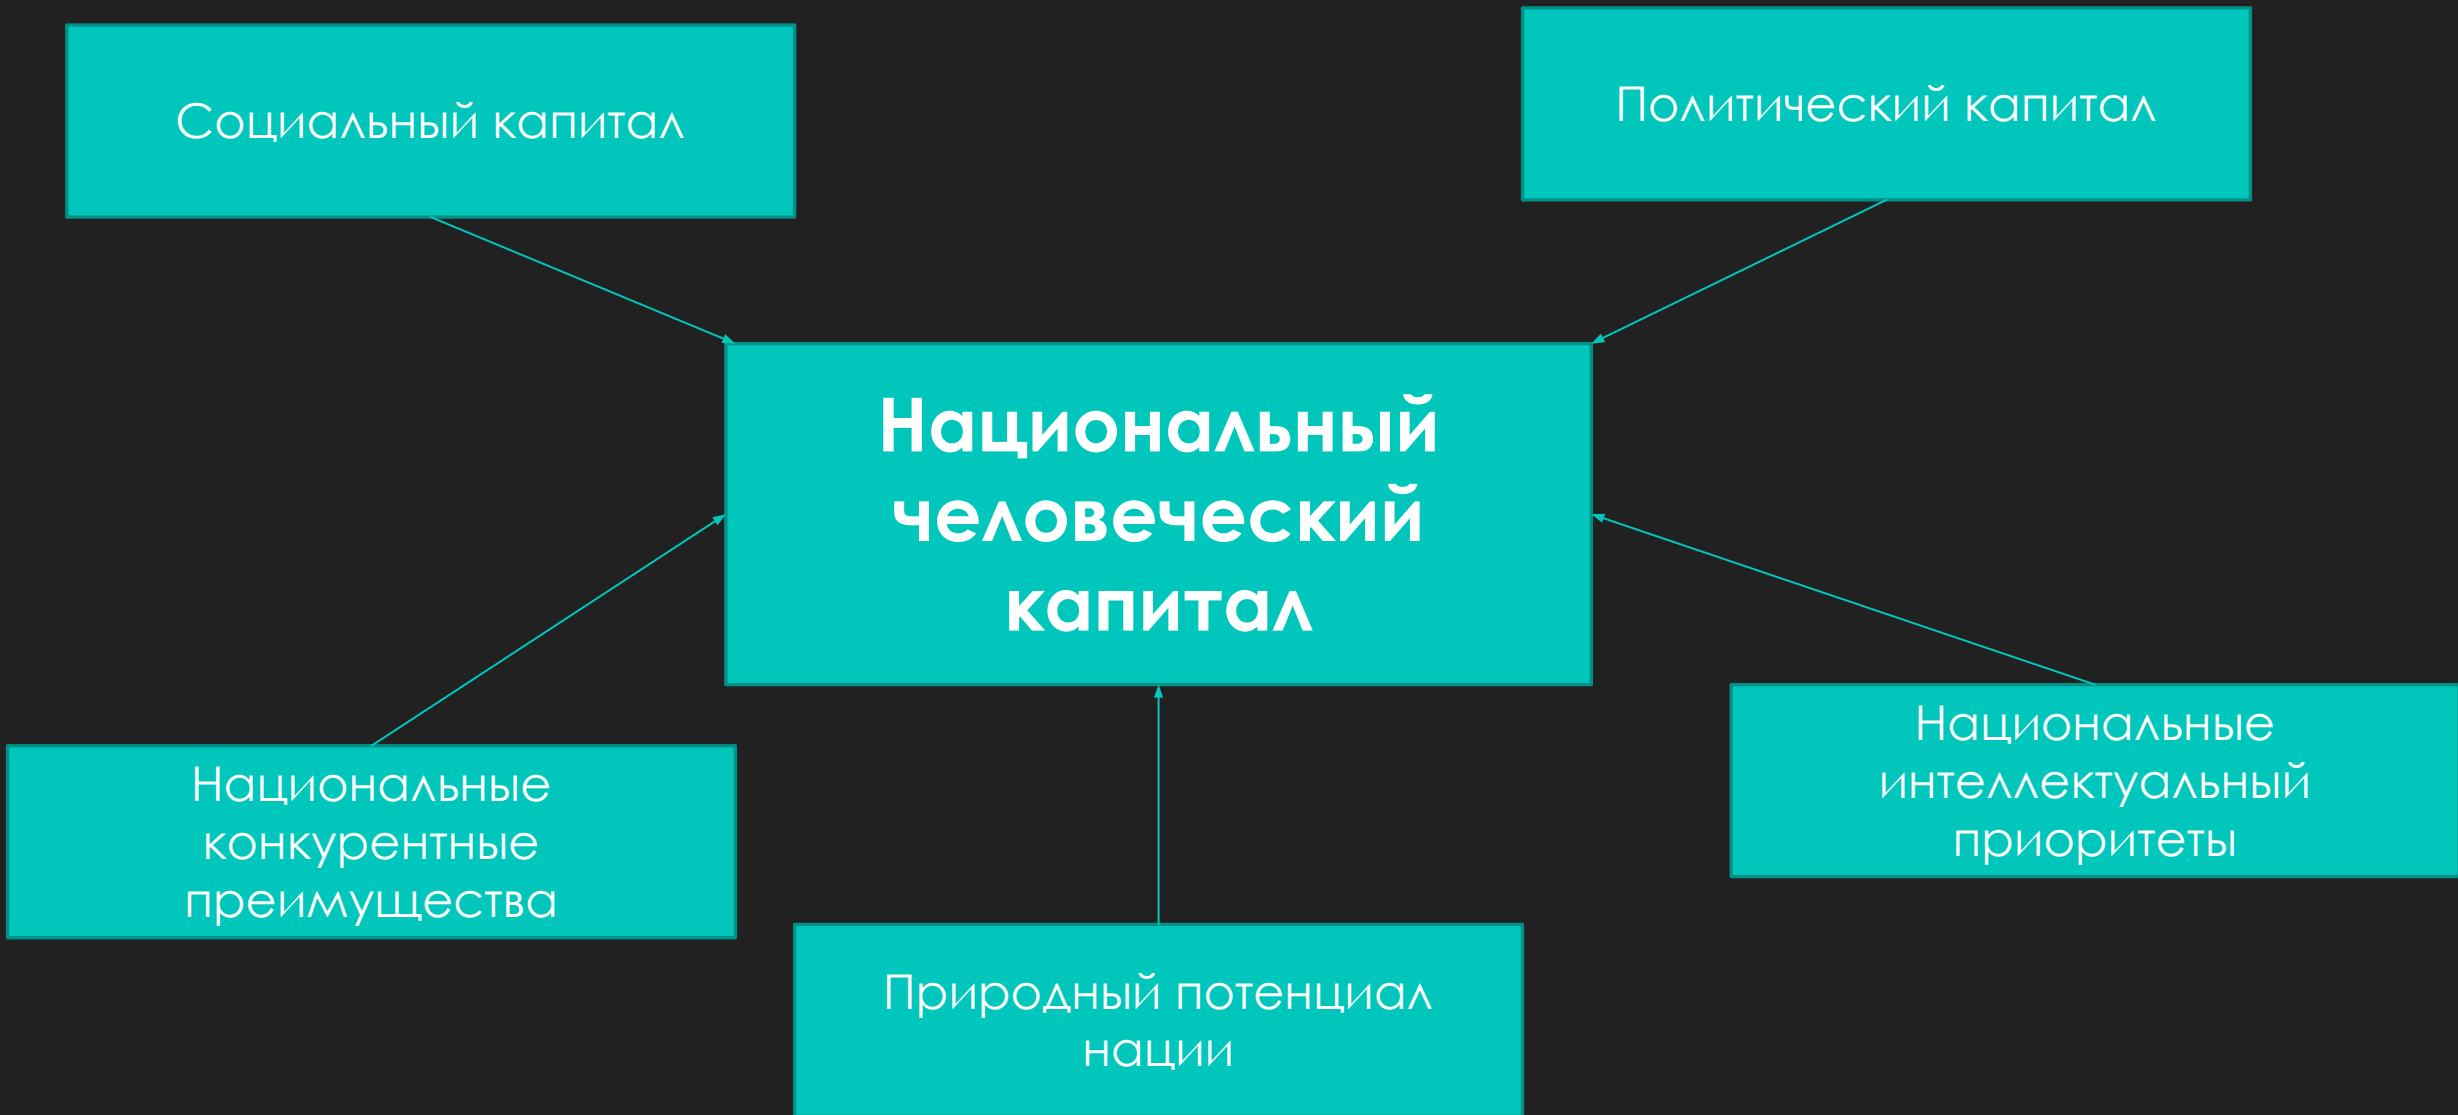 Социальный капитал
Политический капитал
Национальный
человеческий
капитал
Национальные
интеллектуальный
приоритеты
Национальные
конкурентные
преимущества
Природный потенциал
нации